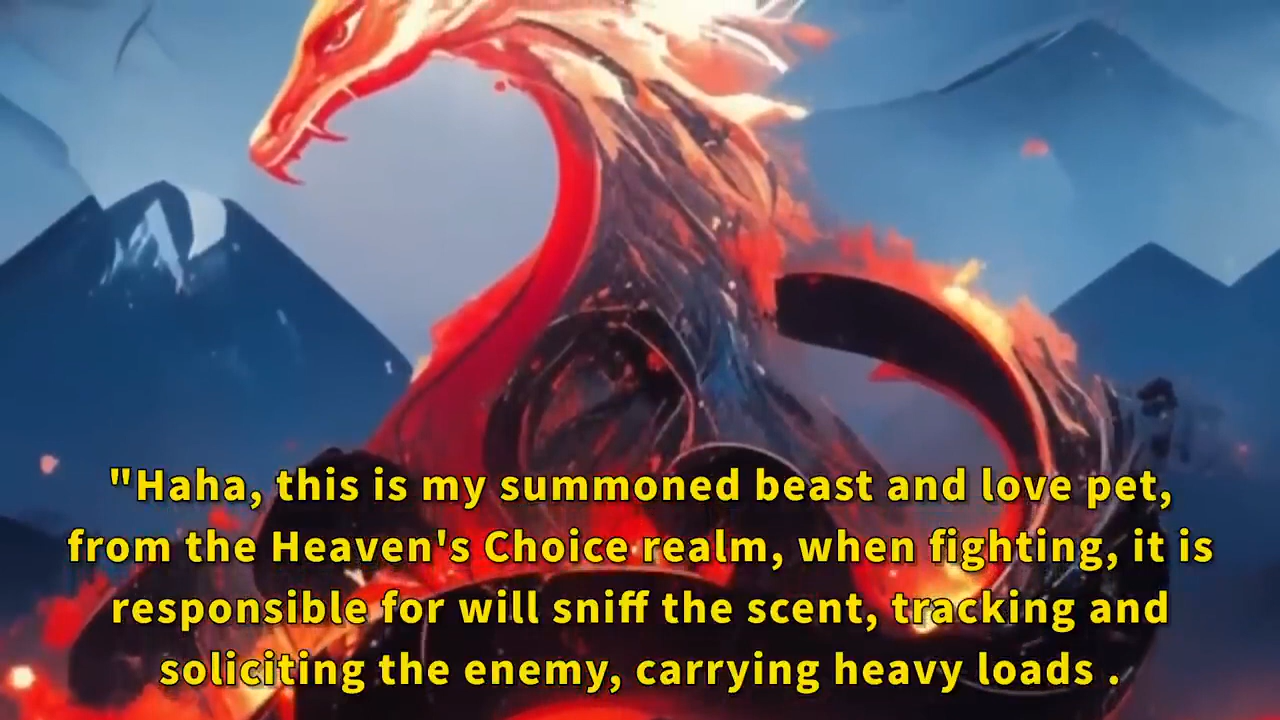 "Haha, this is my summoned beast and love pet,
from the Heaven's Choice realm, when fighting, it is
responsible for will sniff the scent, tracking and
soliciting the enemy, carrying heavy loads .